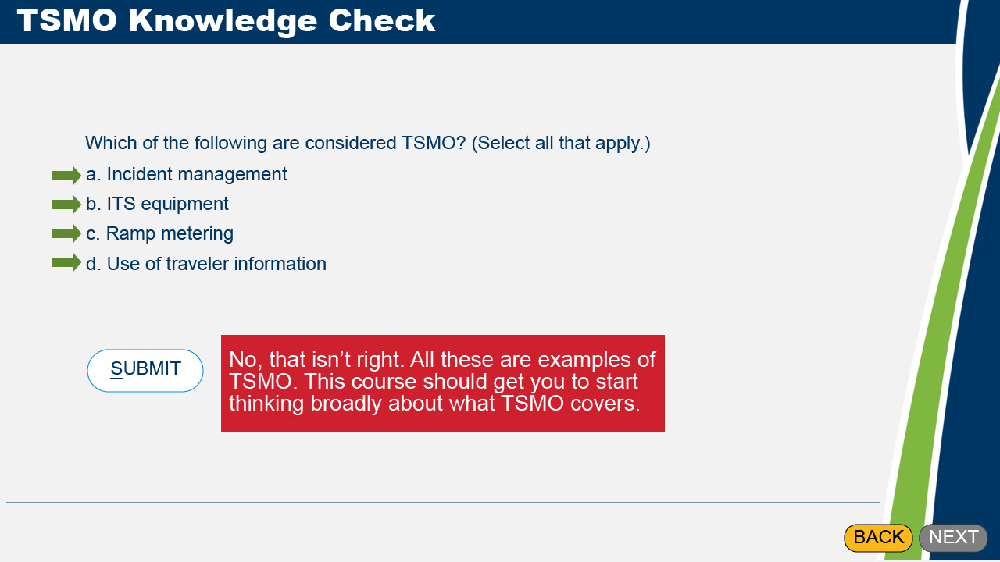 TSMO Knowledge Check
Which of the following are considered TSMO? (Select all that apply.)
a. Incident management
b. ITS equipment
c. Ramp metering
d. Use of traveler information
SUBMIT
No, that isn’t right. All these are examples of
TSMO. This course should get you to start
thinking broadly about what TSMO covers.
BACK NEXT